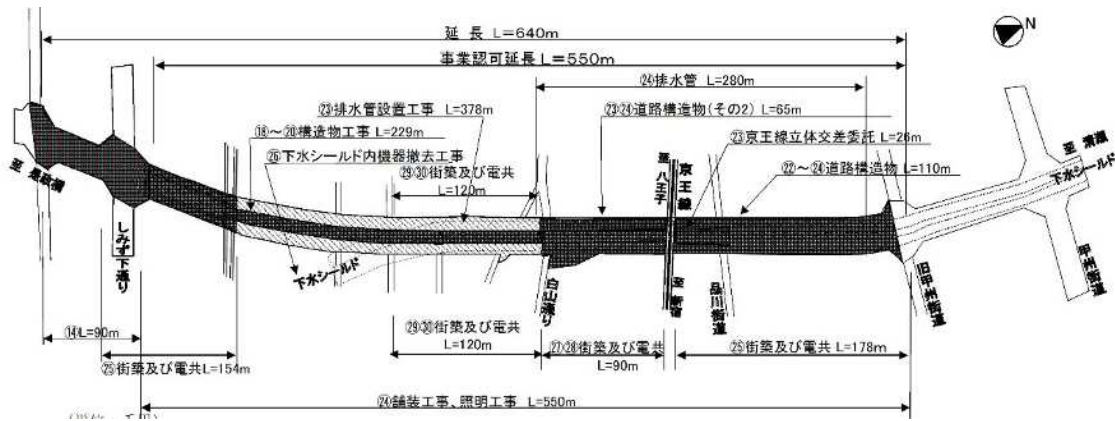 延 長 L=640m
N
事業認可延長L=550m
㉔排水管 L=280m
㉓排水管設置工事 L=378m
㉓㉔道路構造物(その2) L=65m
⑱～⑳構造物工事 L=229m
㉓京王線立体交差委託 L=26m
㉖下水シールド内機器撤去工事
㉙㉚街築及び電共
L=120m
㉒～㉔道路構造物 L=110m
至 是政橋
しみず下通り
下水シールド
白山通り
至 八王子
京王線
至 新宿
品川街道
旧甲州街道
甲州街道
至 清瀬
下水シールド
⑭L=90m
㉙㉚街築及び電共
L=120m
㉗㉘街築及び電共
L=90m
㉕街築及び電共 L=178m
㉕街築及び電共L=154m
㉔舗装工事、照明工事 L=550m